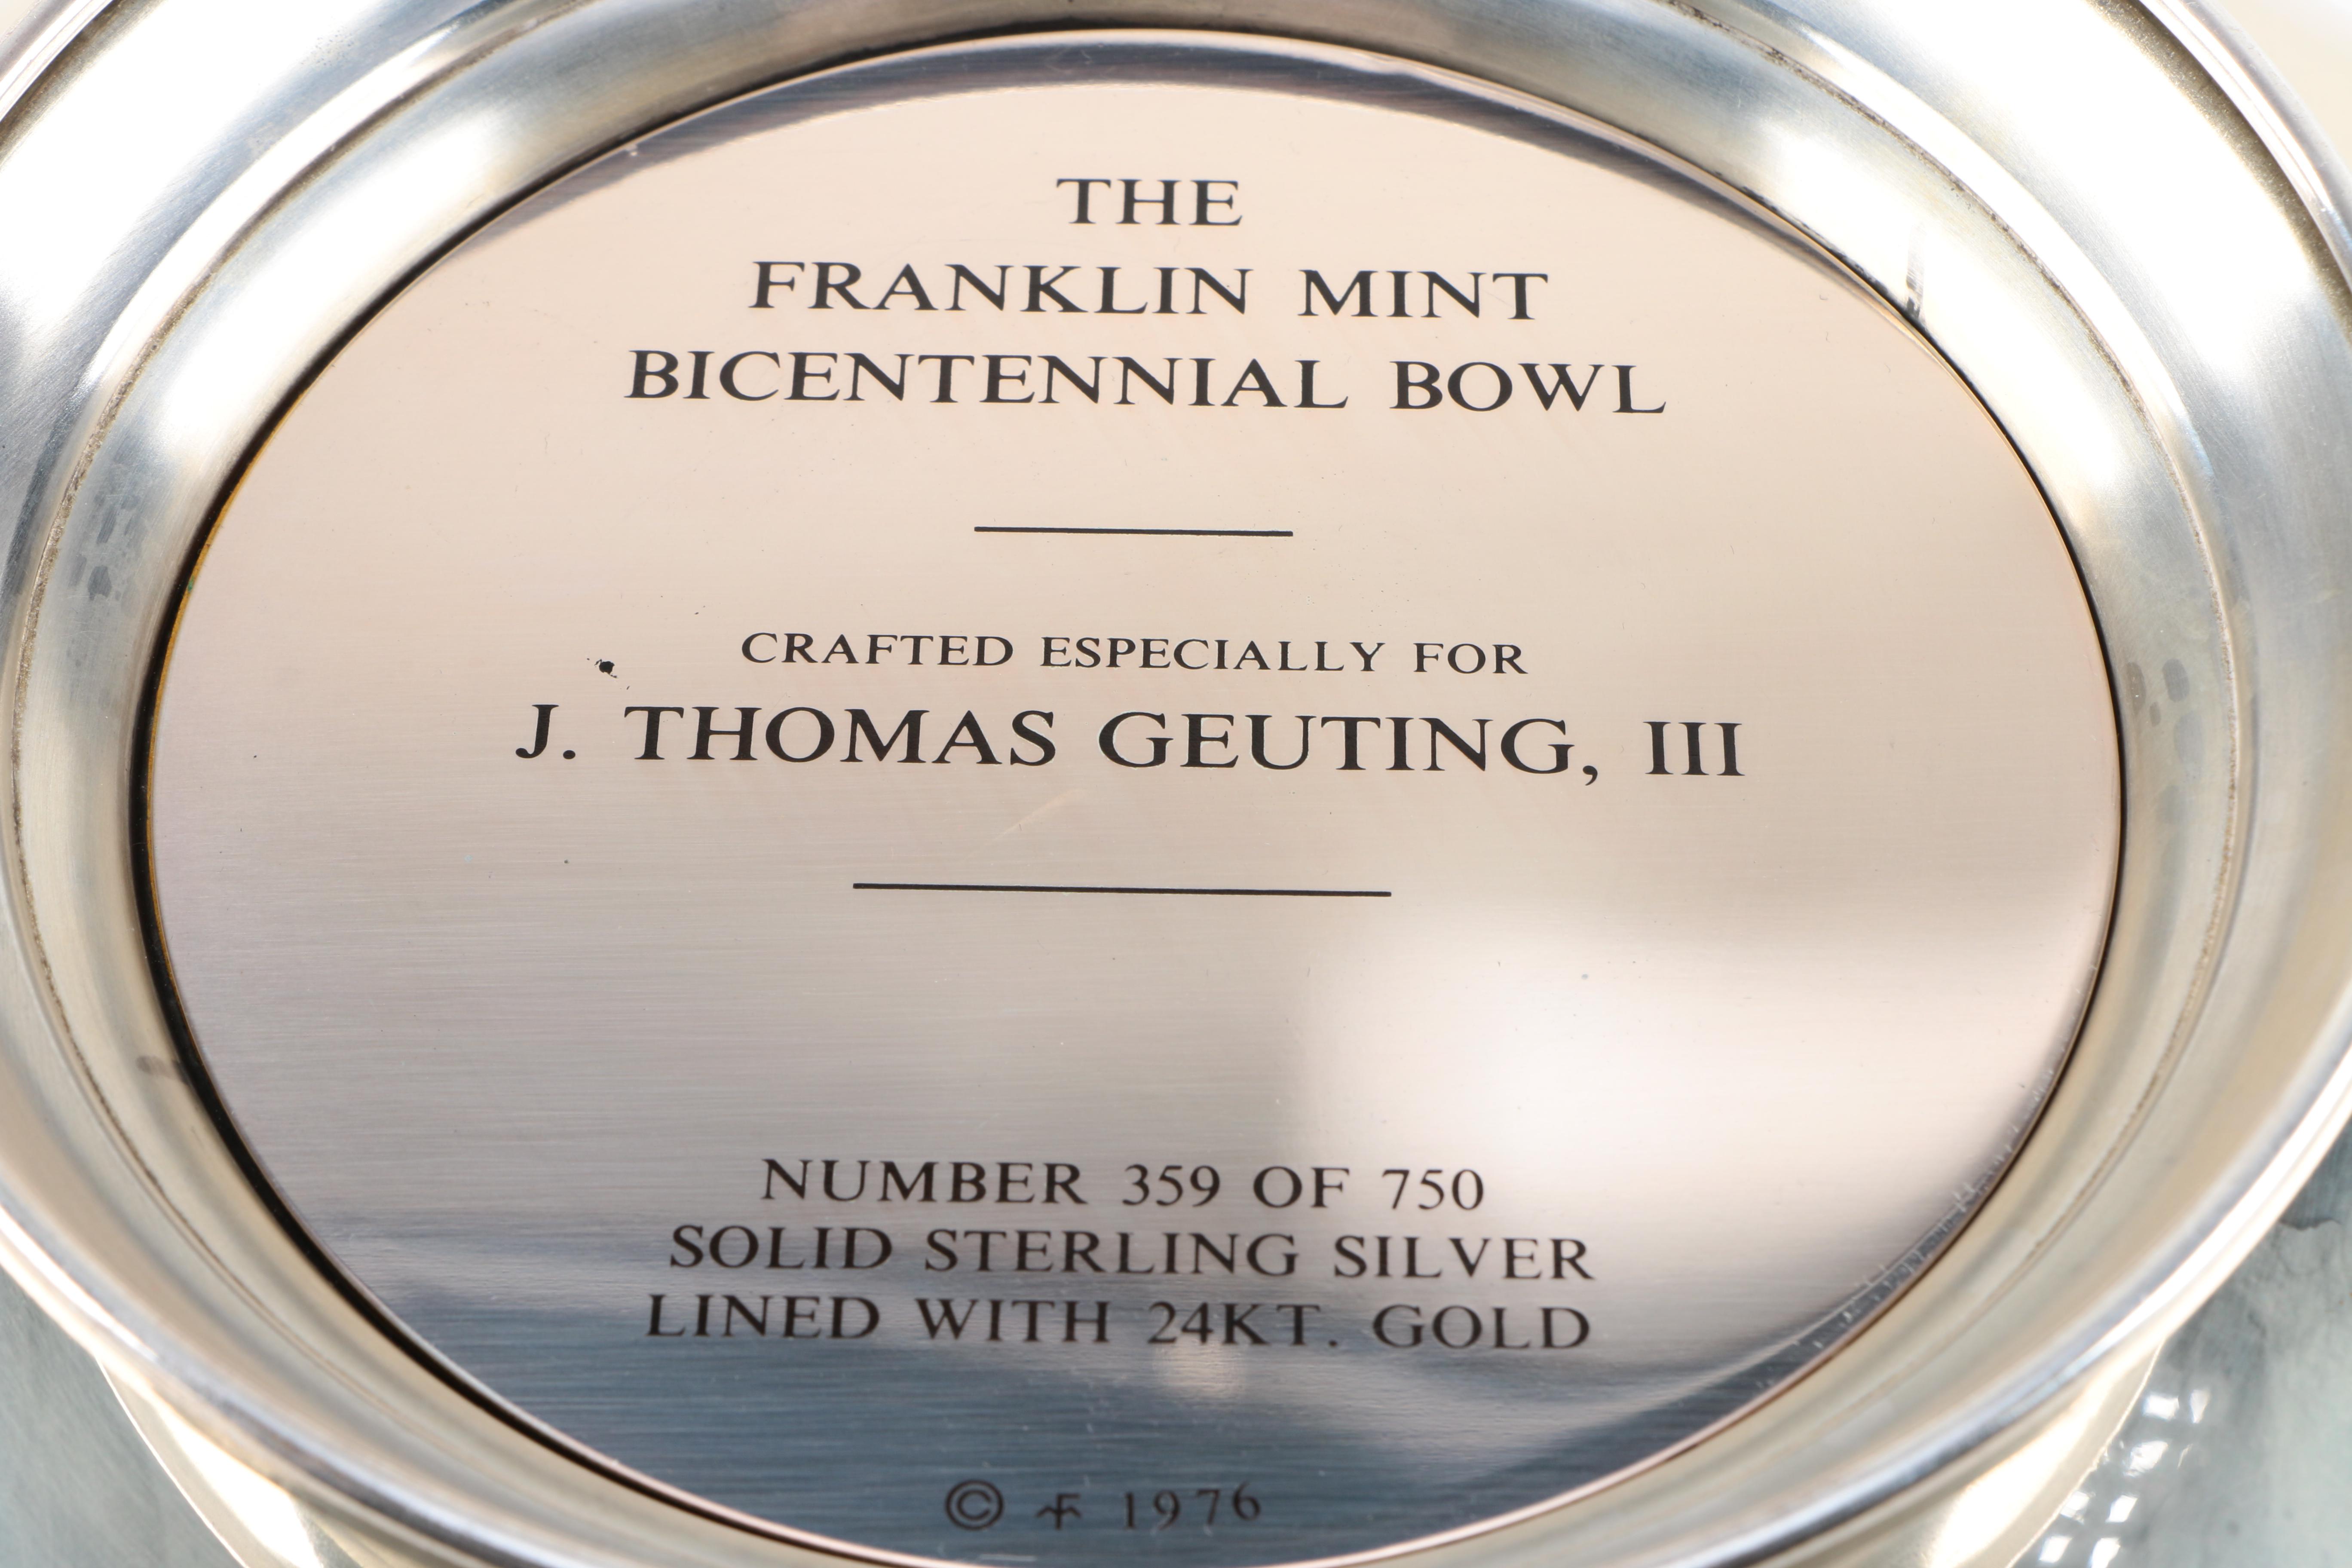 THE
FRANKLIN MINT
BICENTENNIAL BOWL
CRAFTED ESPECIALLY FOR
J. THOMAS GEUTING, III
NUMBER 359 OF 750
SOLID STERLING SILVER
LINED WITH 24KT. GOLD
© 1976